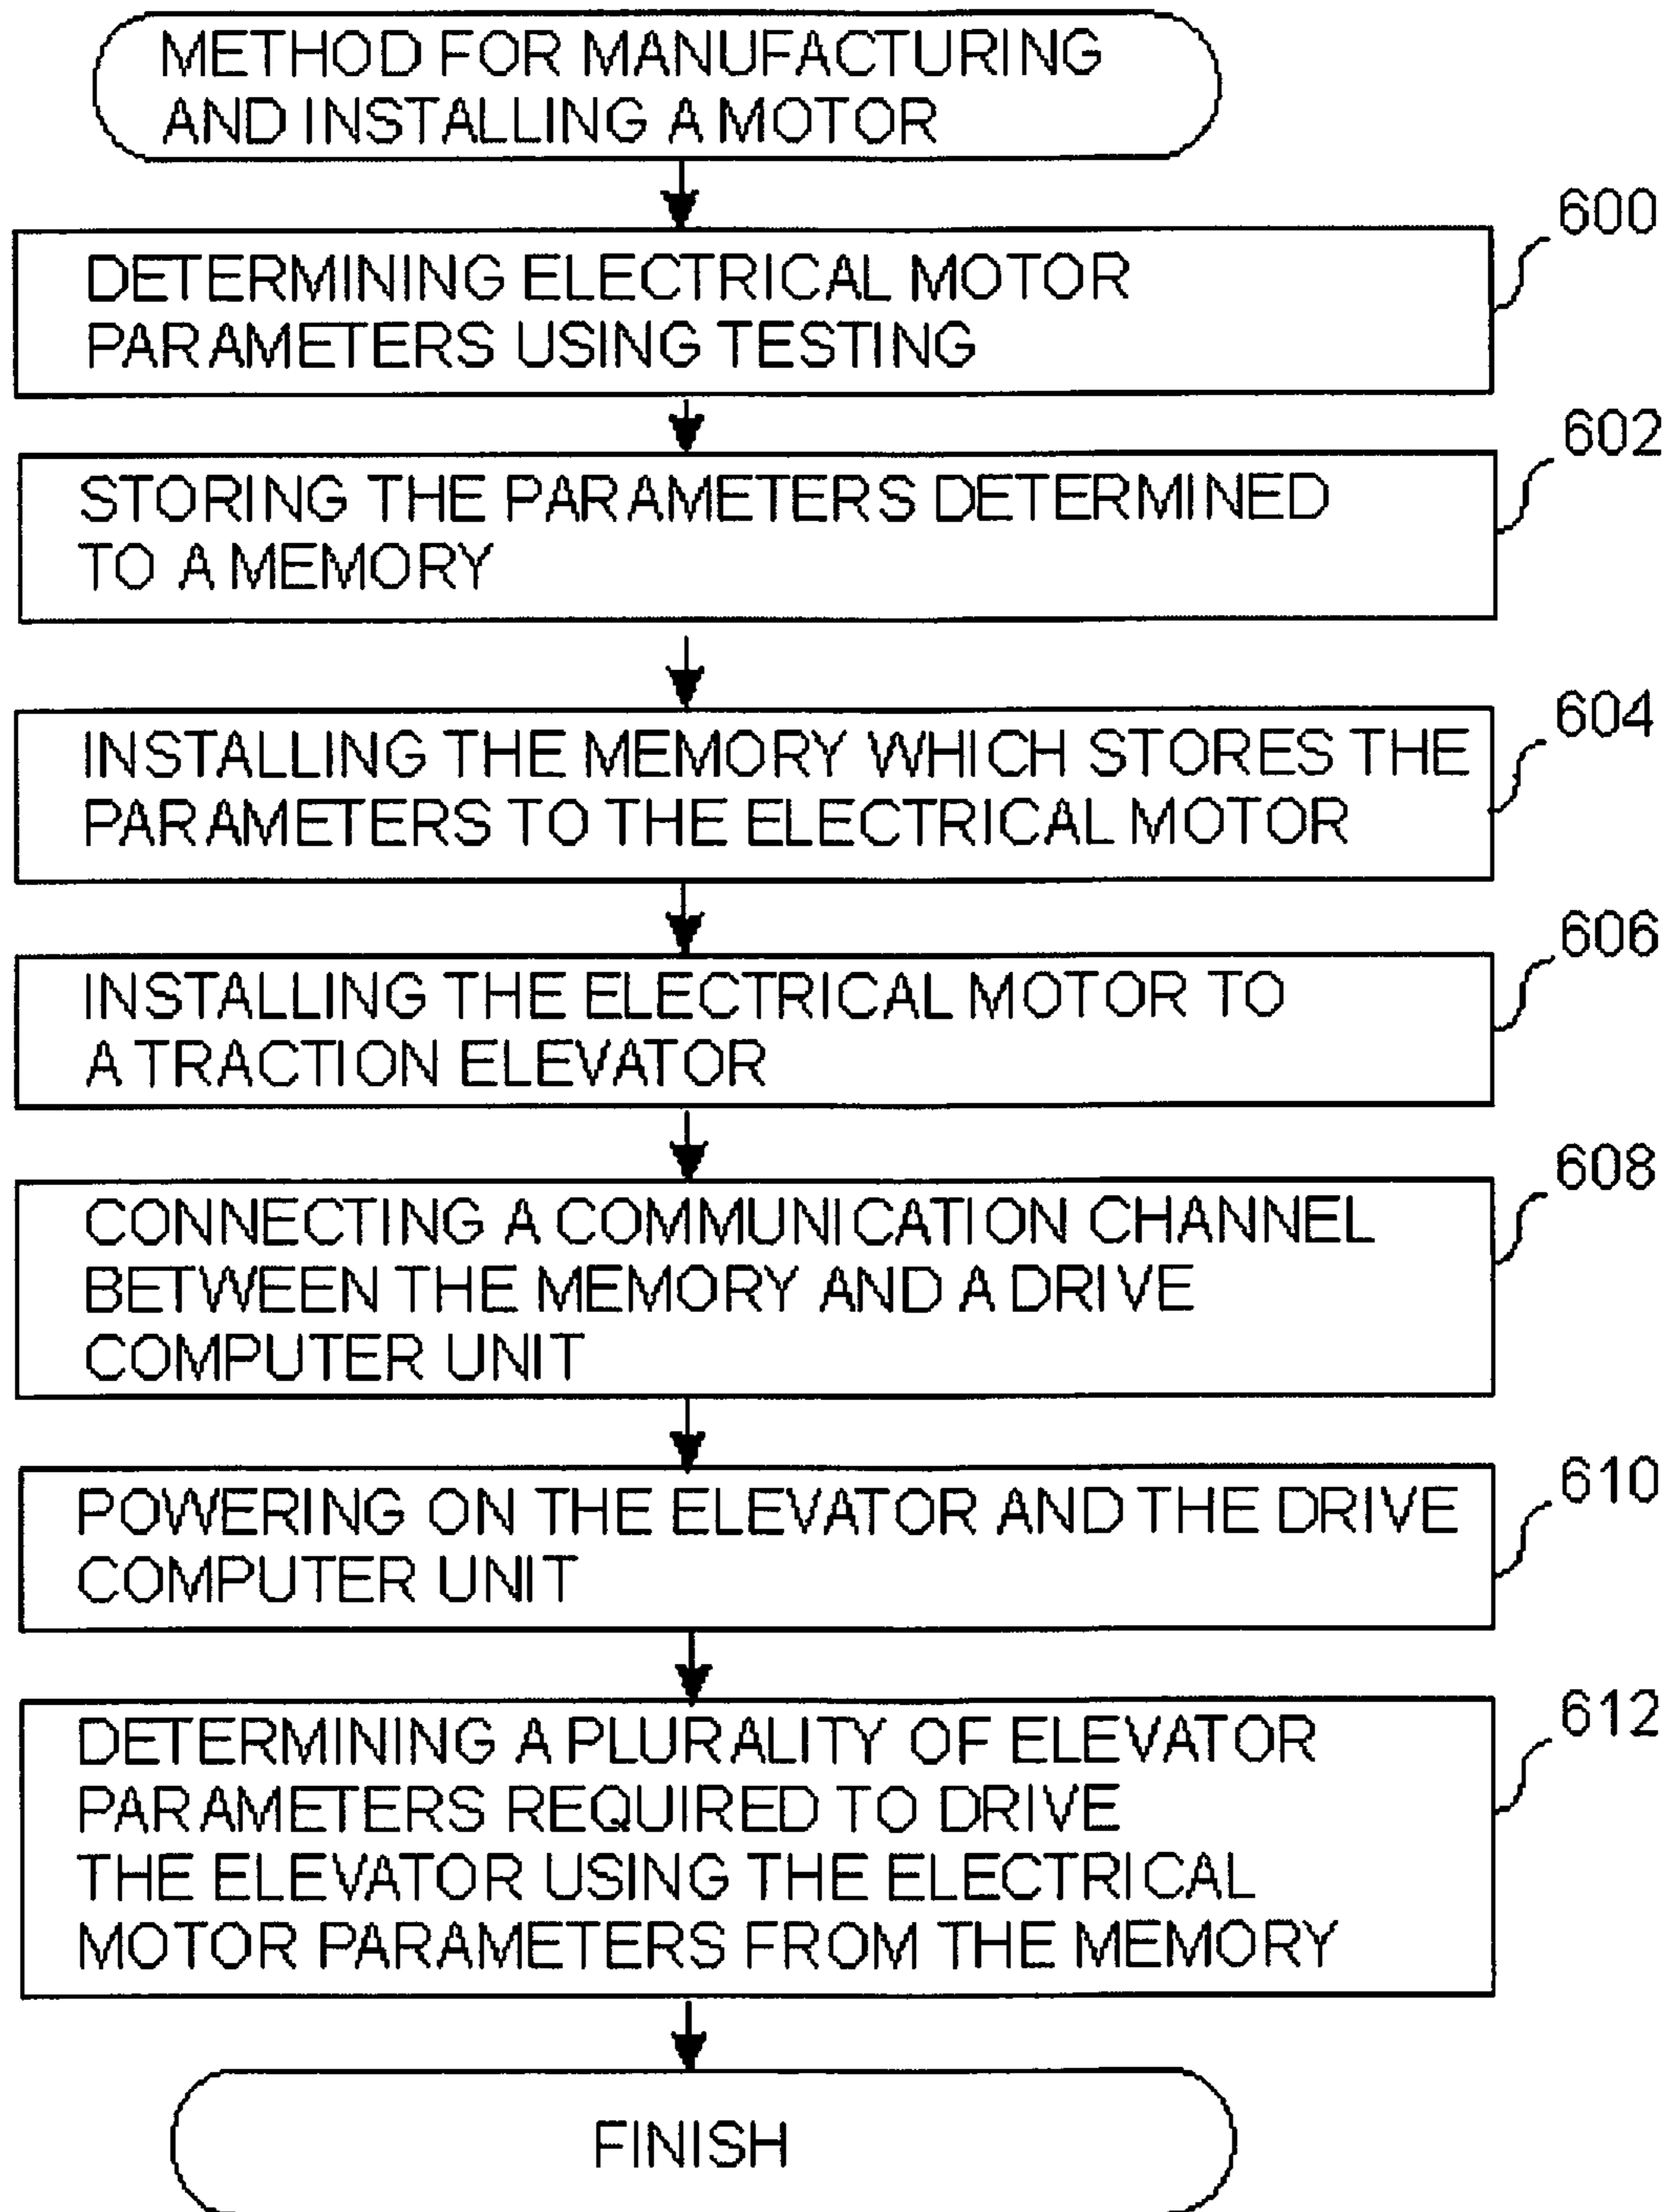 METHOD FOR MANUFACTURING
AND INSTALLING A MOTOR
600
DETERMINING ELECTRICAL MOTOR
PARAMETERS USING TESTING
602
STORING THE PARAMETERS DETERMINED
TO A MEMORY
604
INSTALLING THE MEMORY WHICH STORES THE
PARAMETERS TO THE ELECTRICAL MOTOR
606
INSTALLING THE ELECTRICAL MOTOR TO
A TRACTION ELEVATOR
608
CONNECTING A COMMUNICATION CHANNEL
BETWEEN THE MEMORY AND A DRIVE
COMPUTER UNIT
610
POWERING ON THE ELEVATOR AND THE DRIVE
COMPUTER UNIT
612
DETERMINING A PLURALITY OF ELEVATOR
PARAMETERS REQUIRED TO DRIVE
THE ELEVATOR USING THE ELECTRICAL
MOTOR PARAMETERS FROM THE MEMORY
FINISH